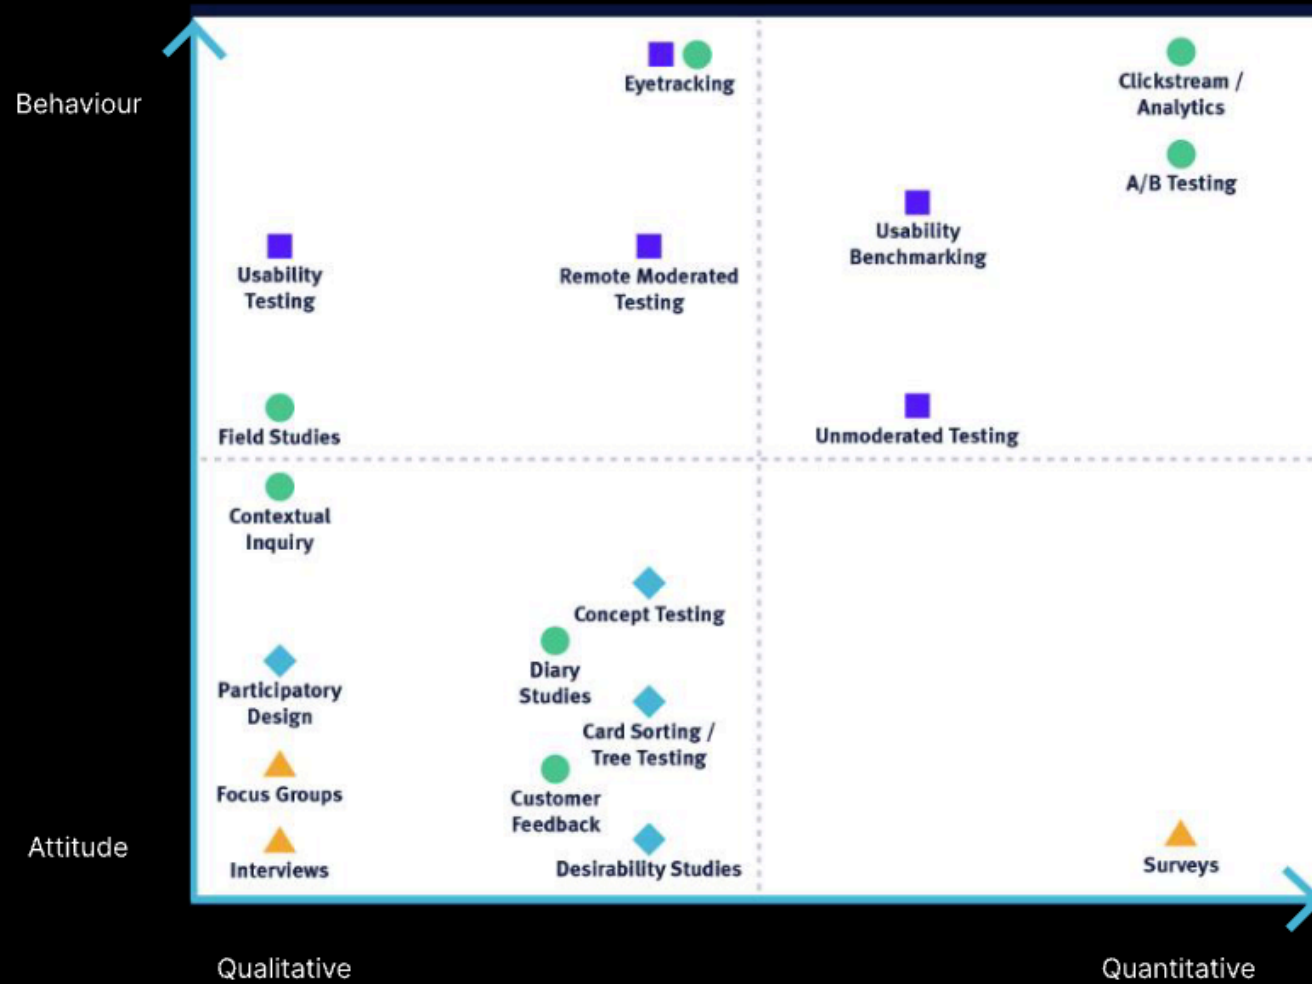 Behaviour
Eyetracking
Clickstream /
Analytics
A/B Testing
Usability
Benchmarking
Usability
Testing
Remote Moderated
Testing
Field Studies
Unmoderated Testing
Contextual
Inquiry
Concept Testing
Diary
Studies
Participatory
Design
Card Sorting /
Tree Testing
Focus Groups
Customer
Feedback
Attitude
Interviews
Desirability Studies
Surveys
Qualitative
Quantitative